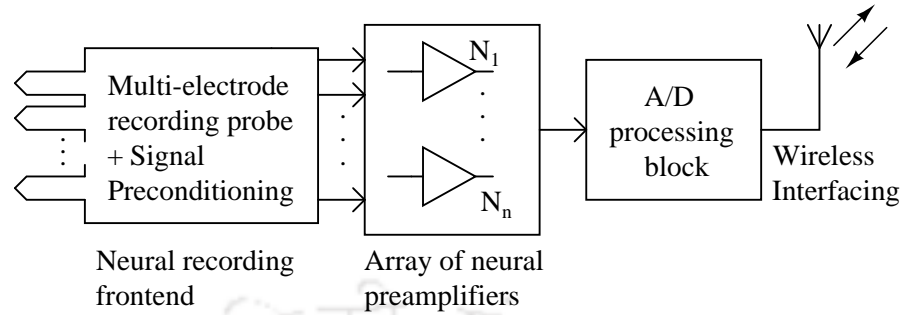 Multi-electrode
recording probe
+ Signal
Preconditioning
N1
Nn
A/D
processing
block
Wireless
Interfacing
Neural recording
frontend
Array of neural
preamplifiers